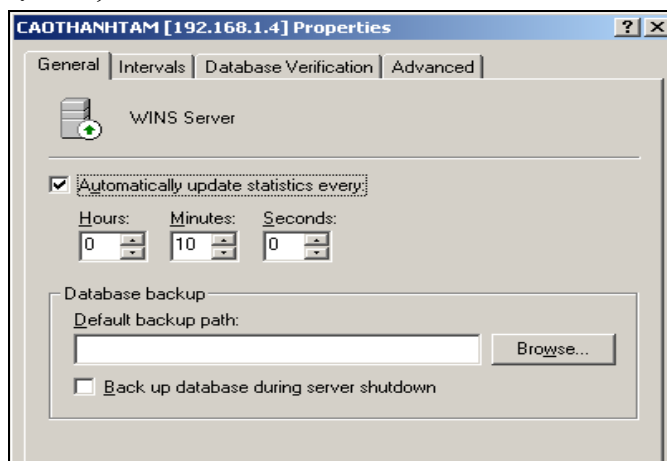 CAOTHANHTAM [192.168.1.4] Properties
General Intervals Database Verification Advanced
WINS Server
Automatically update statistics every:
Hours: Minutes: Seconds:
0 10 0
Database backup
Default backup path:
Browse...
Back up database during server shutdown